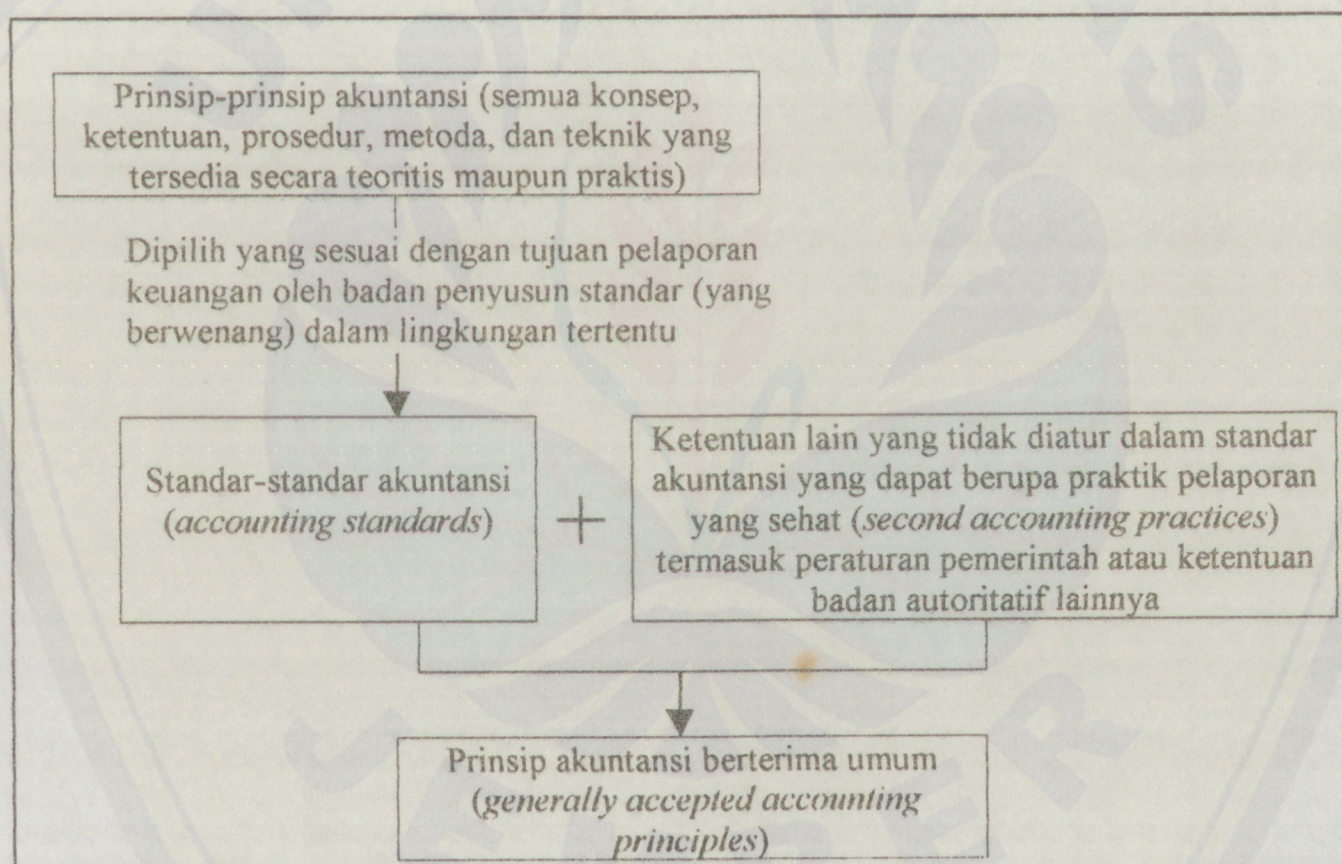 Prinsip-prinsip akuntansi (semua konsep,
ketentuan, prosedur, metoda, dan teknik yang
tersedia secara teoritis maupun praktis)
Dipilih yang sesuai dengan tujuan pelaporan
keuangan oleh badan penyusun standar (yang
berwenang) dalam lingkungan tertentu
Standar-standar akuntansi
(accounting standards)
+
Ketentuan lain yang tidak diatur dalam standar
akuntansi yang dapat berupa praktik pelaporan
yang sehat (second accounting practices)
termasuk peraturan pemerintah atau ketentuan
badan autoritatif lainnya
Prinsip akuntansi berterima umum
(generally accepted accounting
principles)